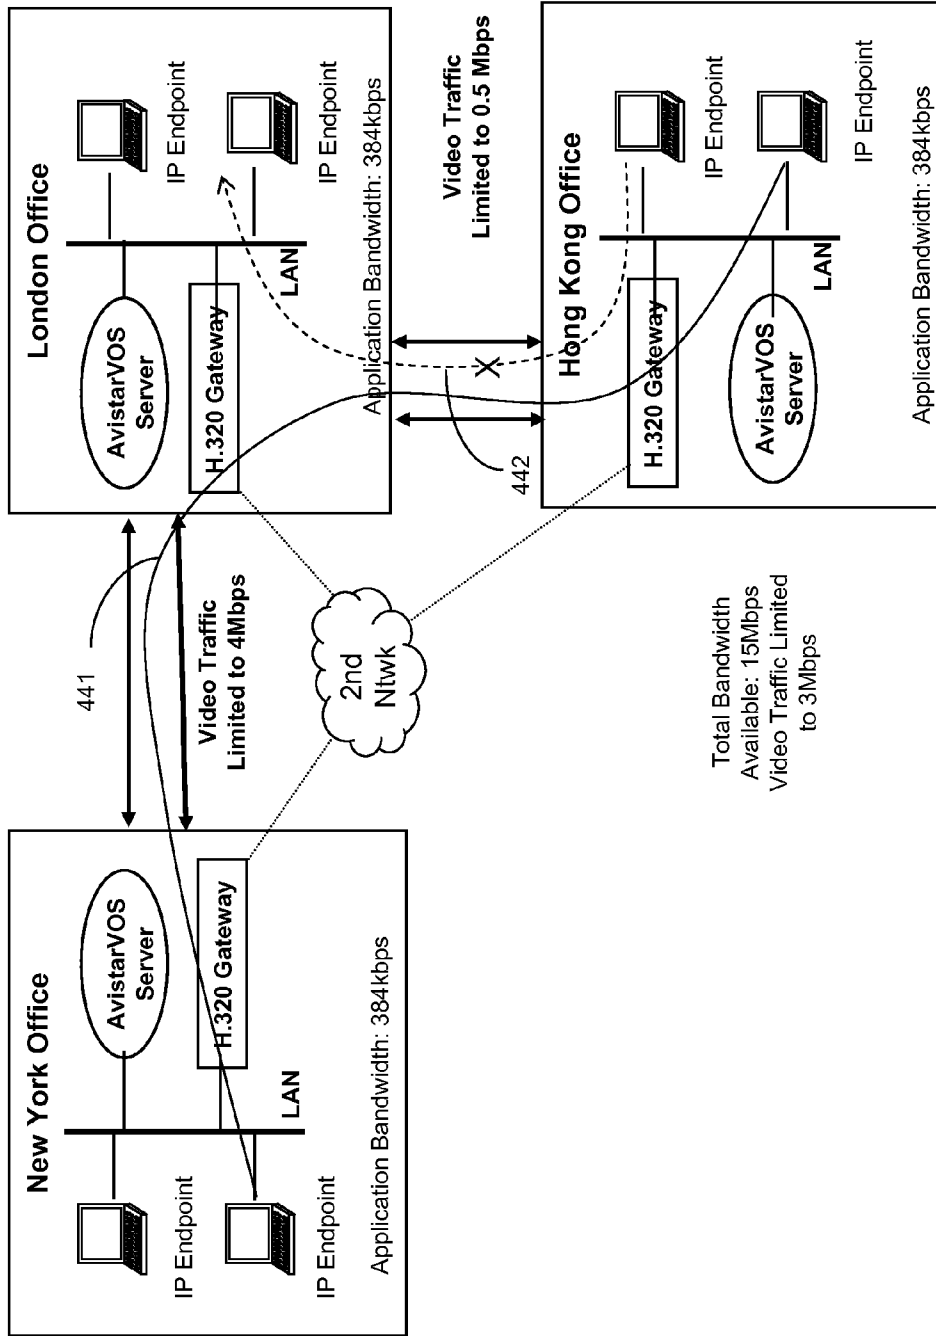 New York Office
AvistarVOS
Server
H.320 Gateway
LAN
IP Endpoint
IP Endpoint
Application Bandwidth: 384kbps
441
Video Traffic
Limited to 4Mbps
2nd
Ntwk
London Office
AvistarVOS
Server
H.320 Gateway
LAN
IP Endpoint
IP Endpoint
Application Bandwidth: 384kbps
442
Video Traffic
Limited to 0.5 Mbps
X
Hong Kong Office
H.320 Gateway
AvistarVOS
Server
LAN
IP Endpoint
IP Endpoint
Application Bandwidth: 384kbps
Total Bandwidth
Available: 15Mbps
Video Traffic Limited
to 3Mbps